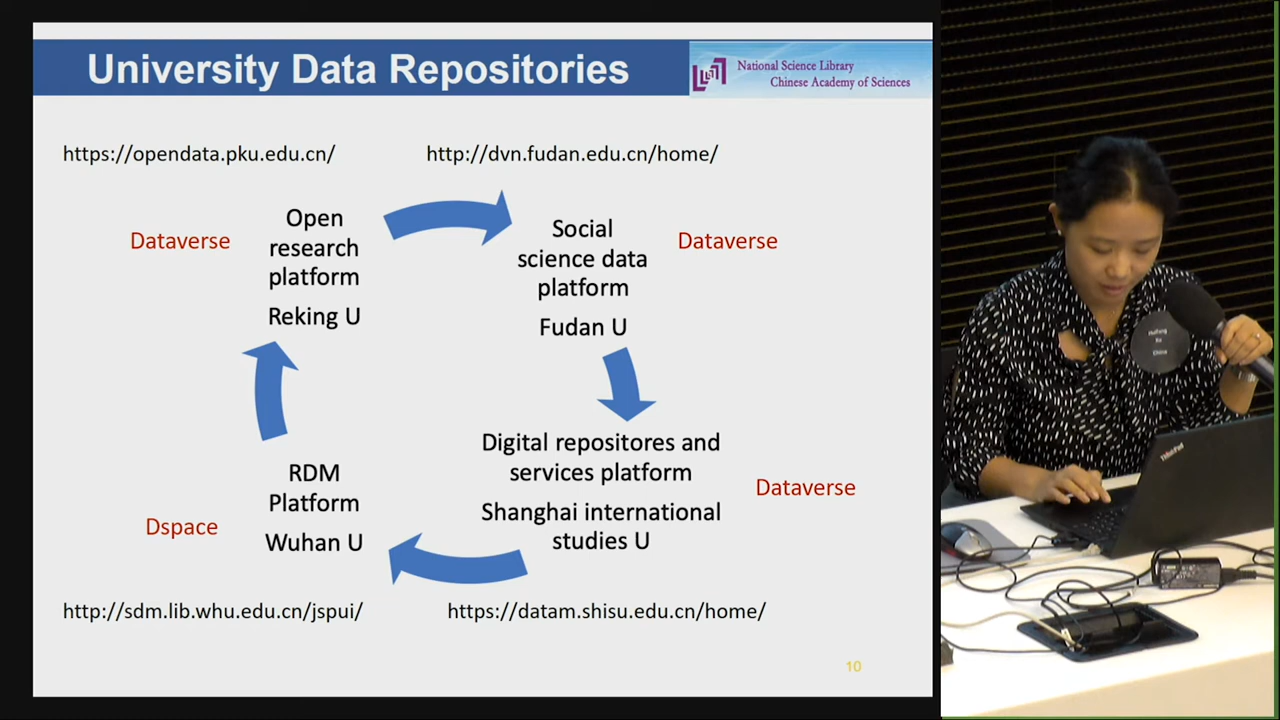 University Data Repositories
National Science Library
Chinese Academy of Sciences
https://opendata.pku.edu.cn/
http://dvn.fudan.edu.cn/home/
Dataverse
Open
research
platform
Reking U
Social
science data
platform
Fudan U
Dataverse
RDM
Platform
Wuhan U
Dspace
Digital repositores and
services platform
Shanghai international
studies U
Dataverse
http://sdm.lib.whu.edu.cn/jspui/
https://datam.shisu.edu.cn/home/
10
ThinkPad
China